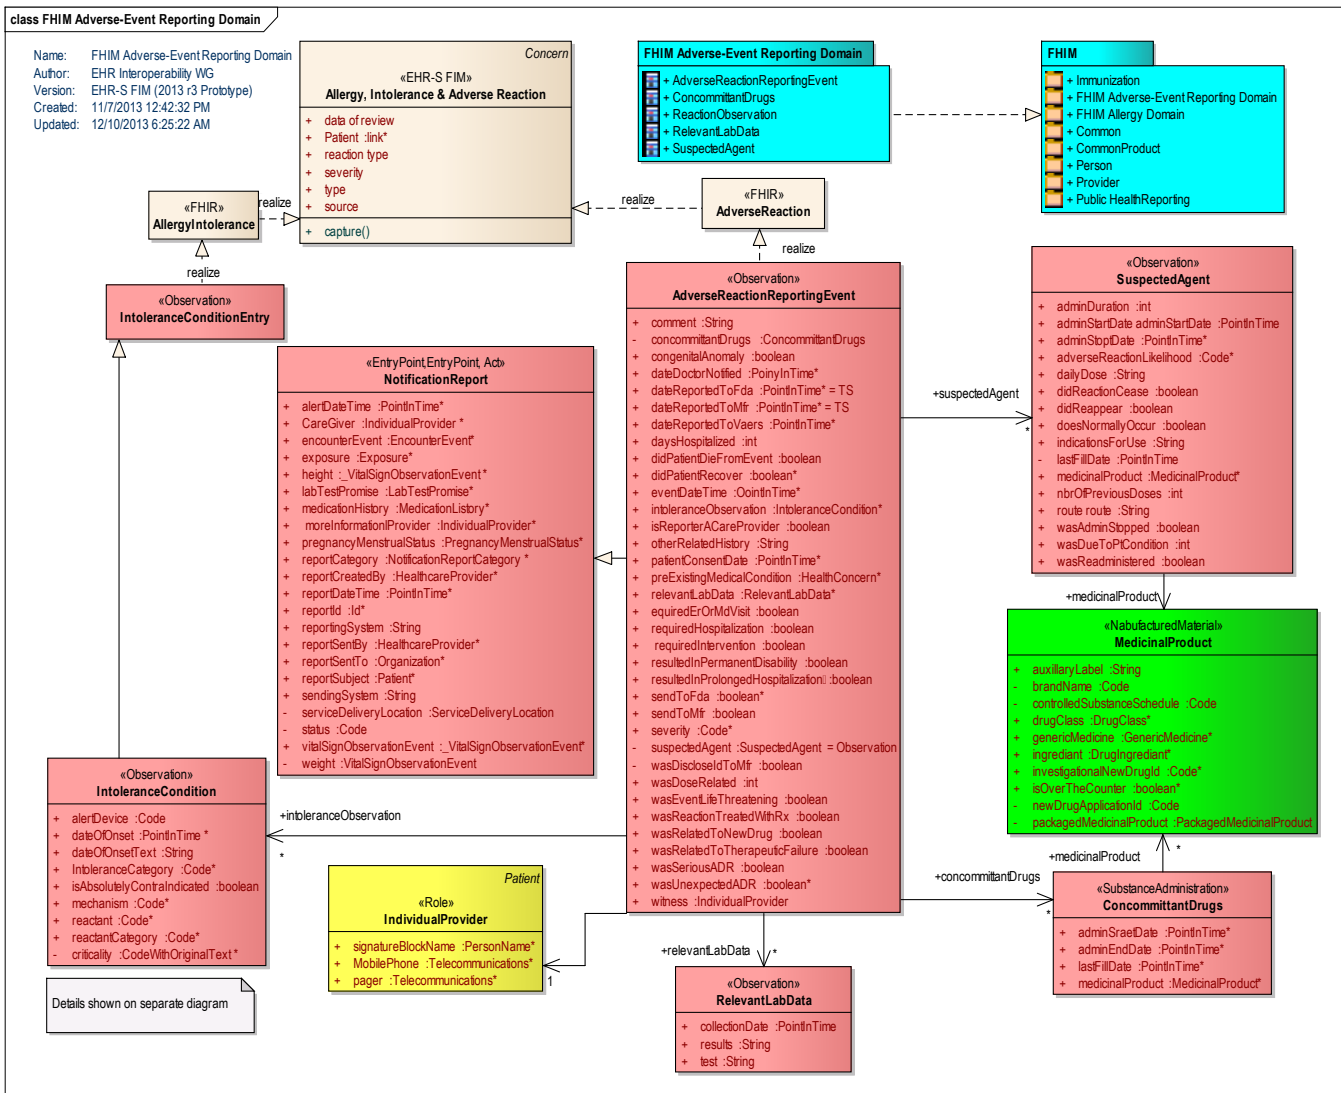 class FHIM Adverse-Event Reporting Domain
Name: FHIM Adverse-Event Reporting Domain
Author: EHR Interoperability WG
Version: EHR-S FIM (2013 r3 Prototype)
Created: 11/7/2013 12:42:32 PM
Updated: 12/10/2013 6:25:22 AM
Concern
«EHR-S FIM»
Allergy, Intolerance & Adverse Reaction
+ data of review
+ Patient :link*
+ reaction type
+ severity
+ type
+ source
+ capture()
FHIM Adverse-Event Reporting Domain
+ AdverseReactionReportingEvent
+ ConcommittantDrugs
+ ReactionObservation
+ RelevantLabData
+ SuspectedAgent
FHIM
+ Immunization
+ FHIM Adverse-Event Reporting Domain
+ FHIM Allergy Domain
+ Common
+ CommonProduct
+ Person
+ Provider
+ Public HealthReporting
«FHIR»
AllergyIntolerance
realize
realize
«FHIR»
AdverseReaction
realize
realize
«Observation»
IntoleranceConditionEntry
«EntryPoint,EntryPoint, Act»
NotificationReport
+ alertDateTime :PointInTime*
+ CareGiver :IndividualProvider *
+ encounterEvent :EncounterEvent*
+ exposure :Exposure*
+ height :_VitalSignObservationEvent *
+ labTestPromise :LabTestPromise*
+ medicationHistory :MedicationListory*
+ moreInformationlProvider :IndividualProvider*
+ pregnancyMenstrualStatus :PregnancyMenstrualStatus*
+ reportCategory :NotificationReportCategory *
+ reportCreatedBy :HealthcareProvider*
+ reportDateTime :PointInTime*
+ reportId :Id*
+ reportingSystem :String
+ reportSentBy :HealthcareProvider*
+ reportSentTo :Organization*
+ reportSubject :Patient*
+ sendingSystem :String
- serviceDeliveryLocation :ServiceDeliveryLocation
- status :Code
+ vitalSignObservationEvent :_VitalSignObservationEvent*
- weight :VitalSignObservationEvent
«Observation»
AdverseReactionReportingEvent
+ comment :String
- concommittantDrugs :ConcommittantDrugs
+ congenitalAnomaly :boolean
+ dateDoctorNotified :PoinyInTime*
+ dateReportedToFda :PointInTime* = TS
+ dateReportedToMfr :PointInTime* = TS
+ dateReportedToVaers :PointInTime*
+ daysHospitalized :int
+ didPatientDieFromEvent :boolean
+ didPatientRecover :boolean*
+ eventDateTime :OointInTime*
+ intoleranceObservation :IntoleranceCondition*
+ isReporterACareProvider :boolean
+ otherRelatedHistory :String
+ patientConsentDate :PointInTime*
+ preExistingMedicalCondition :HealthConcern*
+ relevantLabData :RelevantLabData*
+ equiredErOrMdVisit :boolean
+ requiredHospitalization :boolean
+ requiredIntervention :boolean
+ resultedInPermanentDisability :boolean
+ resultedInProlongedHospitalization▯ :boolean
+ sendToFda :boolean*
+ sendToMfr :boolean
+ severity :Code*
- suspectedAgent :SuspectedAgent = Observation
- wasDiscloseIdToMfr :boolean
+ wasDoseRelated :int
+ wasEventLifeThreatening :boolean
+ wasReactionTreatedWithRx :boolean
+ wasRelatedToNewDrug :boolean
+ wasRelatedToTherapeuticFailure :boolean
+ wasSeriousADR :boolean
+ wasUnexpectedADR :boolean*
+ witness :IndividualProvider
+suspectedAgent
*
«Observation»
SuspectedAgent
+ adminDuration :int
+ adminStartDate adminStartDate :PointInTime
+ adminStoptDate :PointInTime*
+ adverseReactionLikelihood :Code*
+ dailyDose :String
+ didReactionCease :boolean
+ didReappear :boolean
+ doesNormallyOccur :boolean
+ indicationsForUse :String
- lastFillDate :PointInTime
+ medicinalProduct :MedicinalProduct*
+ nbrOfPreviousDoses :int
+ route route :String
+ wasAdminStopped :boolean
+ wasDueToPtCondition :int
+ wasReadministered :boolean
+medicinalProduct
«NabufacturedMaterial»
MedicinalProduct
+ auxillaryLabel :String
- brandName :Code
- controlledSubstanceSchedule :Code
+ drugClass :DrugClass*
+ genericMedicine :GenericMedicine*
+ ingrediant :DrugIngrediant*
+ investigationalNewDrugId :Code*
+ isOverTheCounter :boolean*
- newDrugApplicationId :Code
- packagedMedicinalProduct :PackagedMedicinalProduct
+medicinalProduct
*
+concommittantDrugs
*
«SubstanceAdministration»
ConcommittantDrugs
+ adminSraetDate :PointInTime*
+ adminEndDate :PointInTime*
+ lastFillDate :PointInTime*
+ medicinalProduct :MedicinalProduct*
«Observation»
IntoleranceCondition
+ alertDevice :Code
+ dateOfOnset :PointInTime *
+ dateOfOnsetText :String
+ IntoleranceCategory :Code*
+ isAbsolutelyContraIndicated :boolean
+ mechanism :Code*
+ reactant :Code*
+ reactantCategory :Code*
- criticality :CodeWithOriginalText *
+intoleranceObservation
*
Patient
«Role»
IndividualProvider
+ signatureBlockName :PersonName*
+ MobilePhone :Telecommunications*
+ pager :Telecommunications*
1
+relevantLabData
*
«Observation»
RelevantLabData
+ collectionDate :PointInTime
+ results :String
+ test :String
Details shown on separate diagram